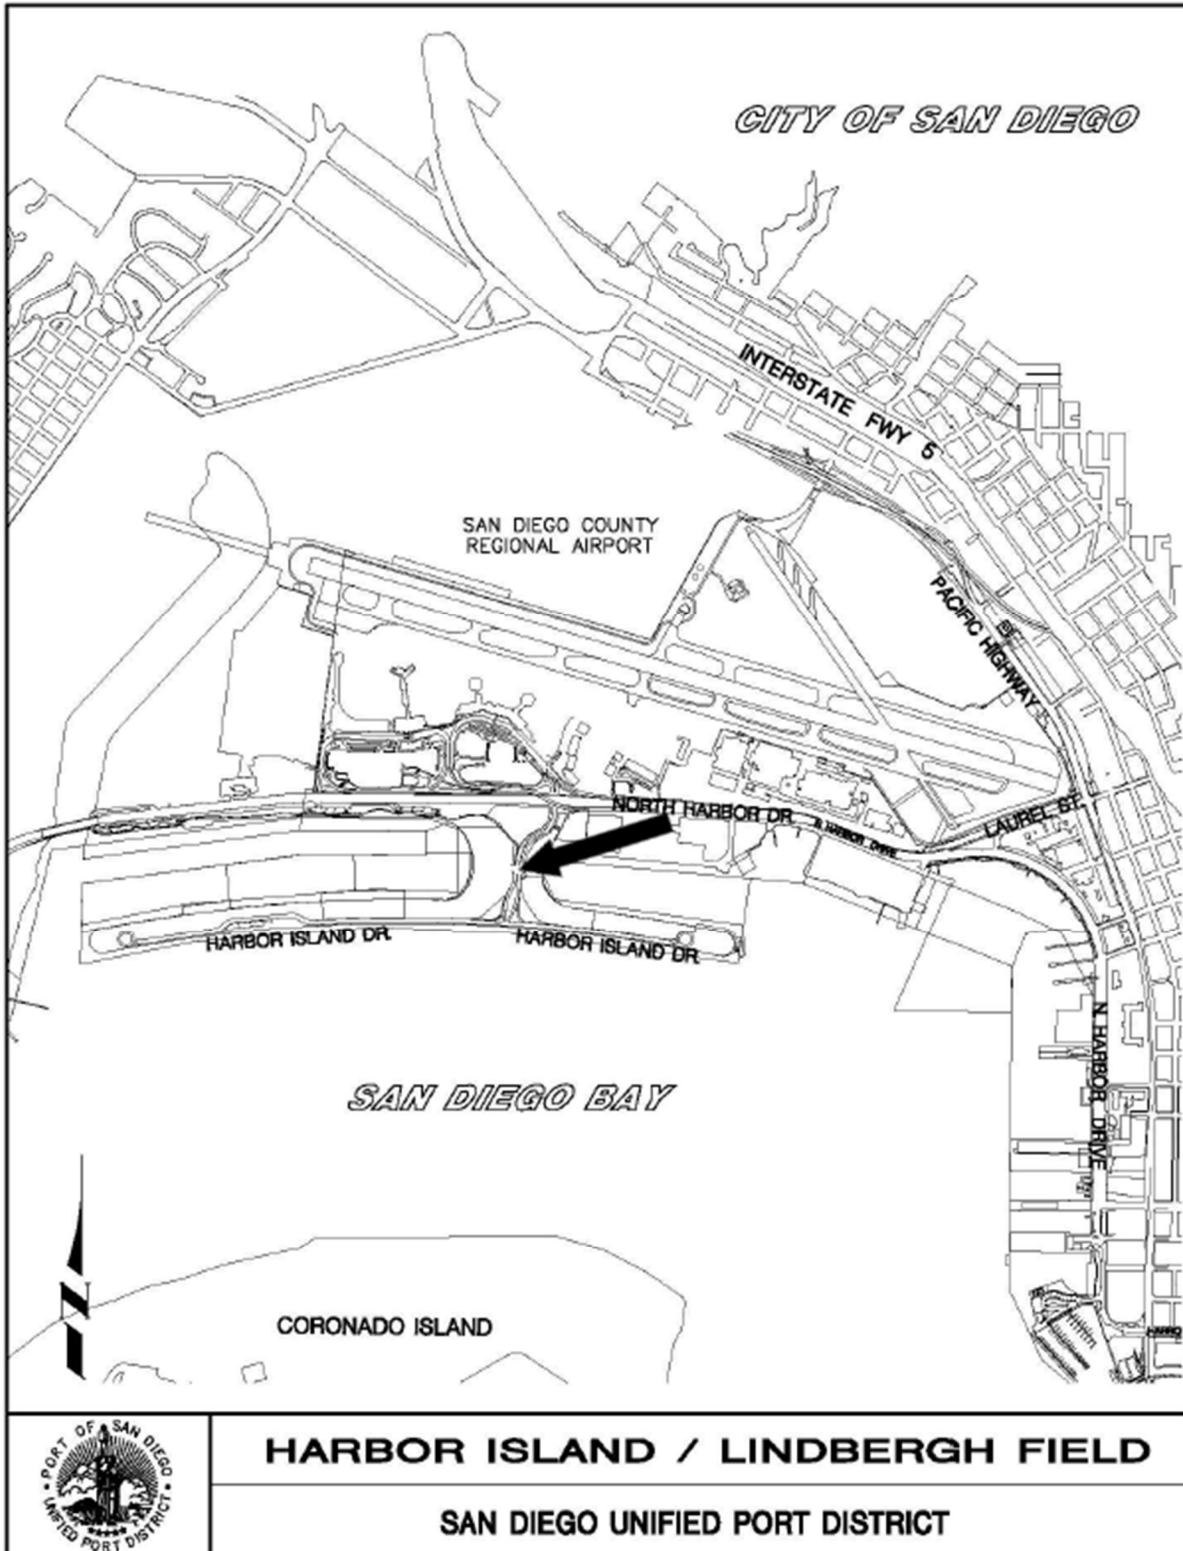 CITY OF SAN DIEGO
INTERSTATE FWY 5
SAN DIEGO COUNTY
REGIONAL AIRPORT
PACIFIC HIGHWAY
NORTH HARBOR DR.
N. HARBOR DRIVE
LAUREL ST.
HARBOR ISLAND DR.
HARBOR ISLAND DR.
N. HARBOR DRIVE
SAN DIEGO BAY
N
CORONADO ISLAND
PORT OF SAN DIEGO
UNIFIED PORT DISTRICT
HARBOR ISLAND / LINDBERGH FIELD
SAN DIEGO UNIFIED PORT DISTRICT